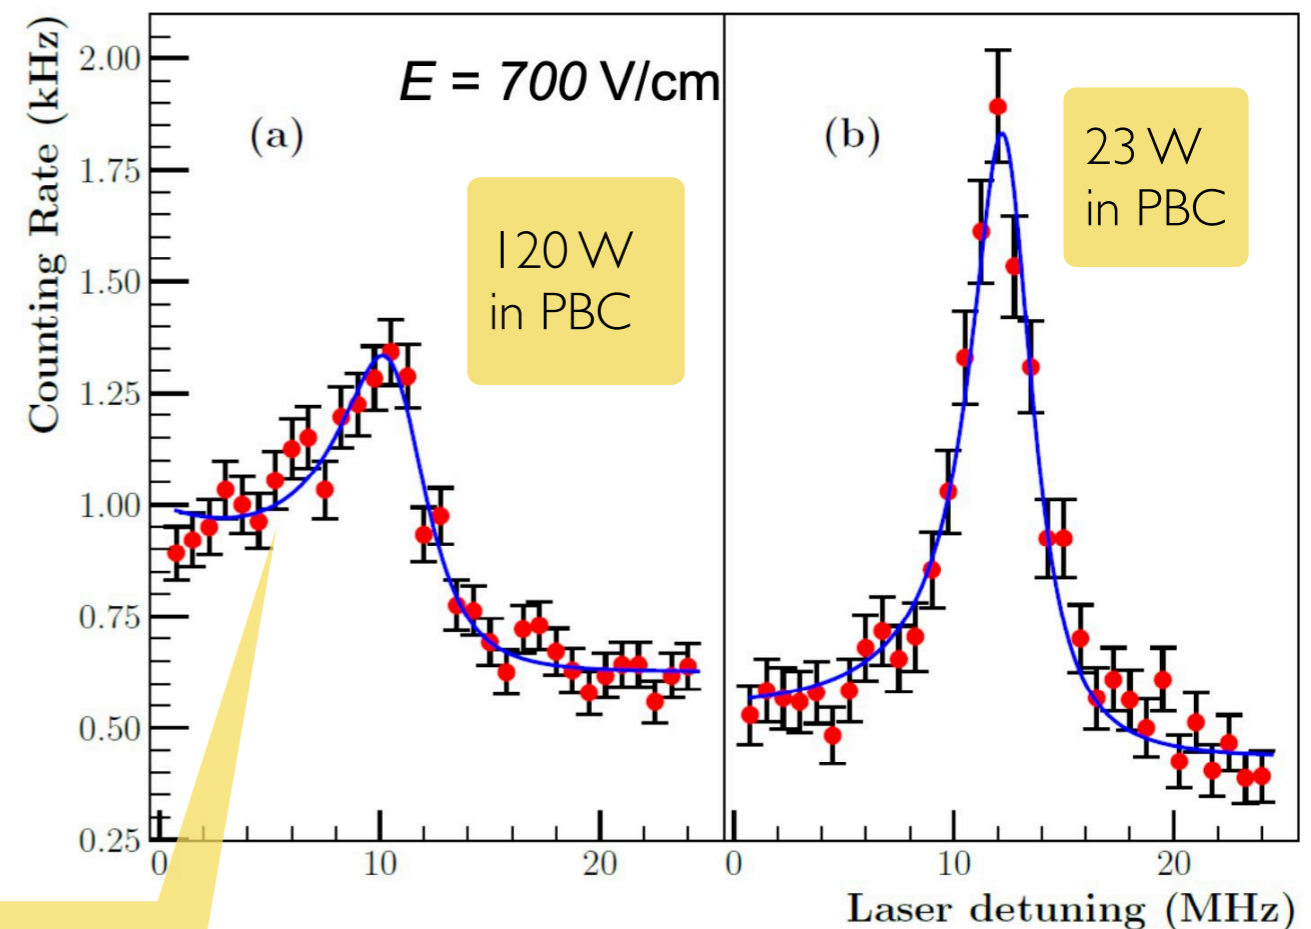 Counting Rate (kHz)
2.00
1.75
1.50
1.25
1.00
0.75
0.50
0.25
E = 700 V/cm
(a)
120 W
in PBC
(b)
23 W
in PBC
0 10 20
0 10 20
Laser detuning (MHz)